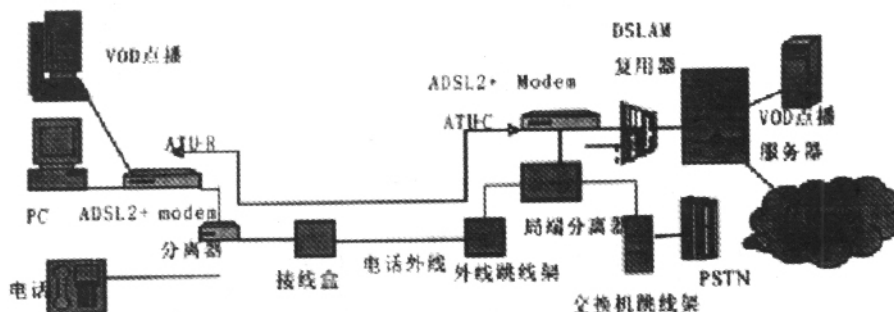 VOD点播
DSLAM
复用器
ADSL2+ Modem
ATU-R
ATU-C
VOD点播
服务器
PC
ADSL2+ modem
分离器
局端分离器
接线盒
电话外线
外线跳线架
PSTN
电话
交换机跳线架